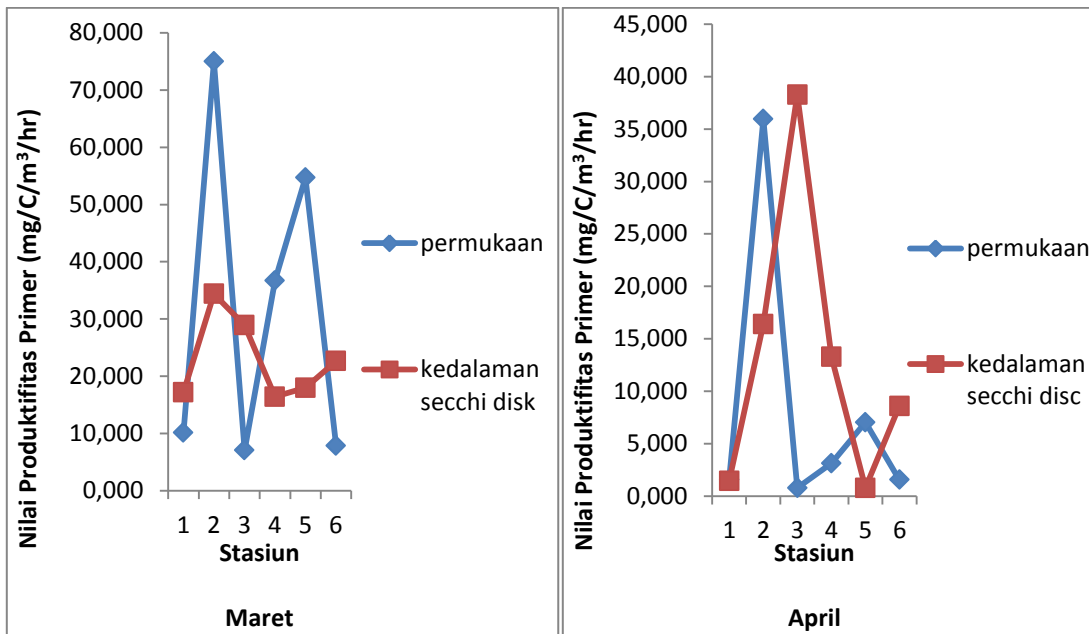 Nilai Produktifitas Primer (mg/C/m³/hr)
80,000
70,000
60,000
50,000
40,000
30,000
20,000
10,000
0,000
1 2 3 4 5 6
Stasiun
permukaan
kedalaman
secchi disk
Maret
Nilai Produktifitas Primer (mg/C/m³/hr)
45,000
40,000
35,000
30,000
25,000
20,000
15,000
10,000
5,000
0,000
1 2 3 4 5 6
Stasiun
permukaan
kedalaman
secchi disc
April